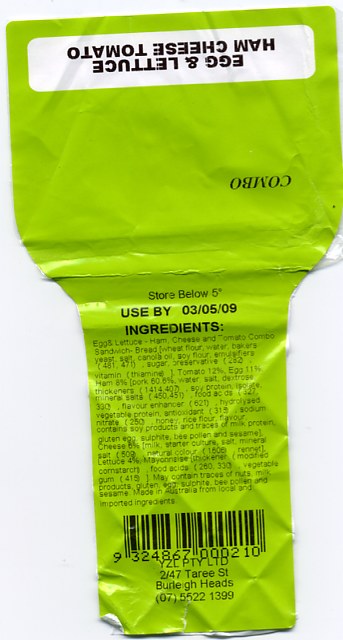 EGG & LETTUCE
HAM CHEESE TOMATO
COMBO
Store Below 5°
USE BY 03/05/09
INGREDIENTS:
Egg& Lettuce - Ham, Cheese and Tomato Combo
Sandwich- Bread [wheat flour, water, bakers
yeast, salt, canola oil, soy flour, emulsifiers
(481, 471), sugar, preservative (282)
vitamin (thiamine)], Tomato 12%, Egg 11%
Ham 8% [pork 60.6%, water, salt, dextrose
thickeners (1414,407), soy protein isolate,
mineral salts (450,451), food acids (325,
330), flavour enhancer (621), hydrolysed
vegetable protein, antioxidant (316), sodium
nitrate (250), honey, rice flour, flavour
contains soy products and traces of milk protein,
gluten, egg, sulphite, bee pollen and sesame],
Cheese 6% [milk, starter culture, salt, mineral
salt (509), natural colour (160b), rennet],
Lettuce 4%, Mayonnaise [thickener (modified
cornstarch), food acids (260, 330), vegetable
gum (415)]. May contain traces of nuts, milk
products, gluten, egg, sulphite, bee pollen and
sesame. Made in Australia from local and
imported ingredients
9 324867 000210
YZL PTY LTD
2/47 Taree St
Burleigh Heads
(07) 5522 1399